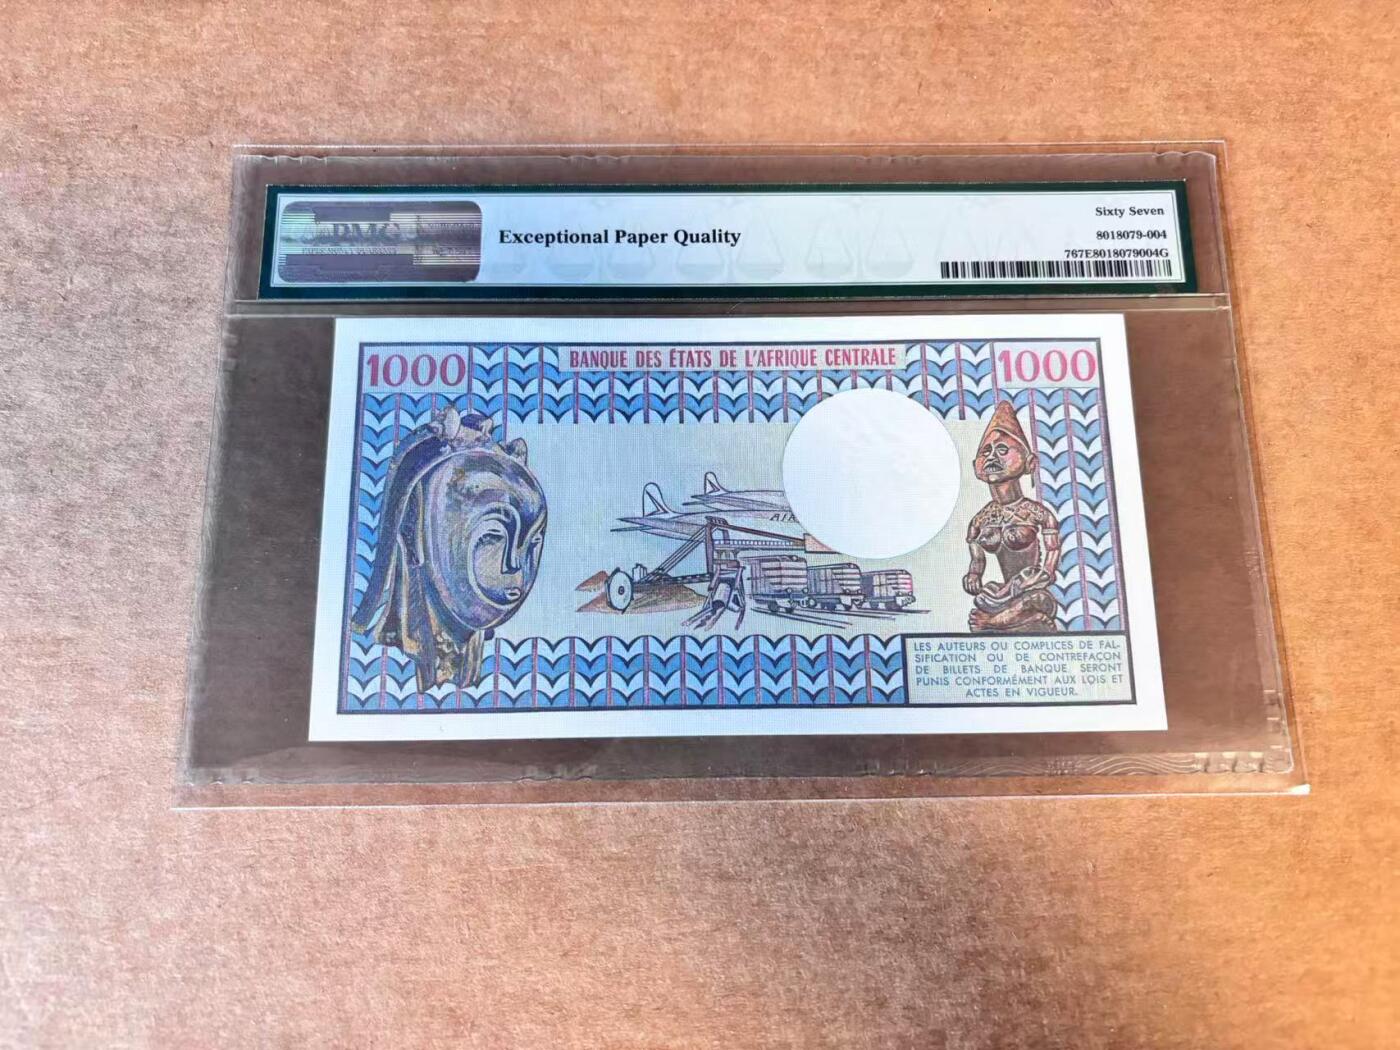 PMG
Exceptional Paper Quality
Sixty Seven
8018079-004
767E8018079004G
1000
BANQUE DES ÉTATS DE L'AFRIQUE CENTRALE
1000
AIR
LES AUTEURS OU COMPLICES DE FAL-
SIFICATION OU DE CONTREFAÇON
DE BILLETS DE BANQUE SERONT
PUNIS CONFORMÉMENT AUX LOIS ET
ACTES EN VIGUEUR.